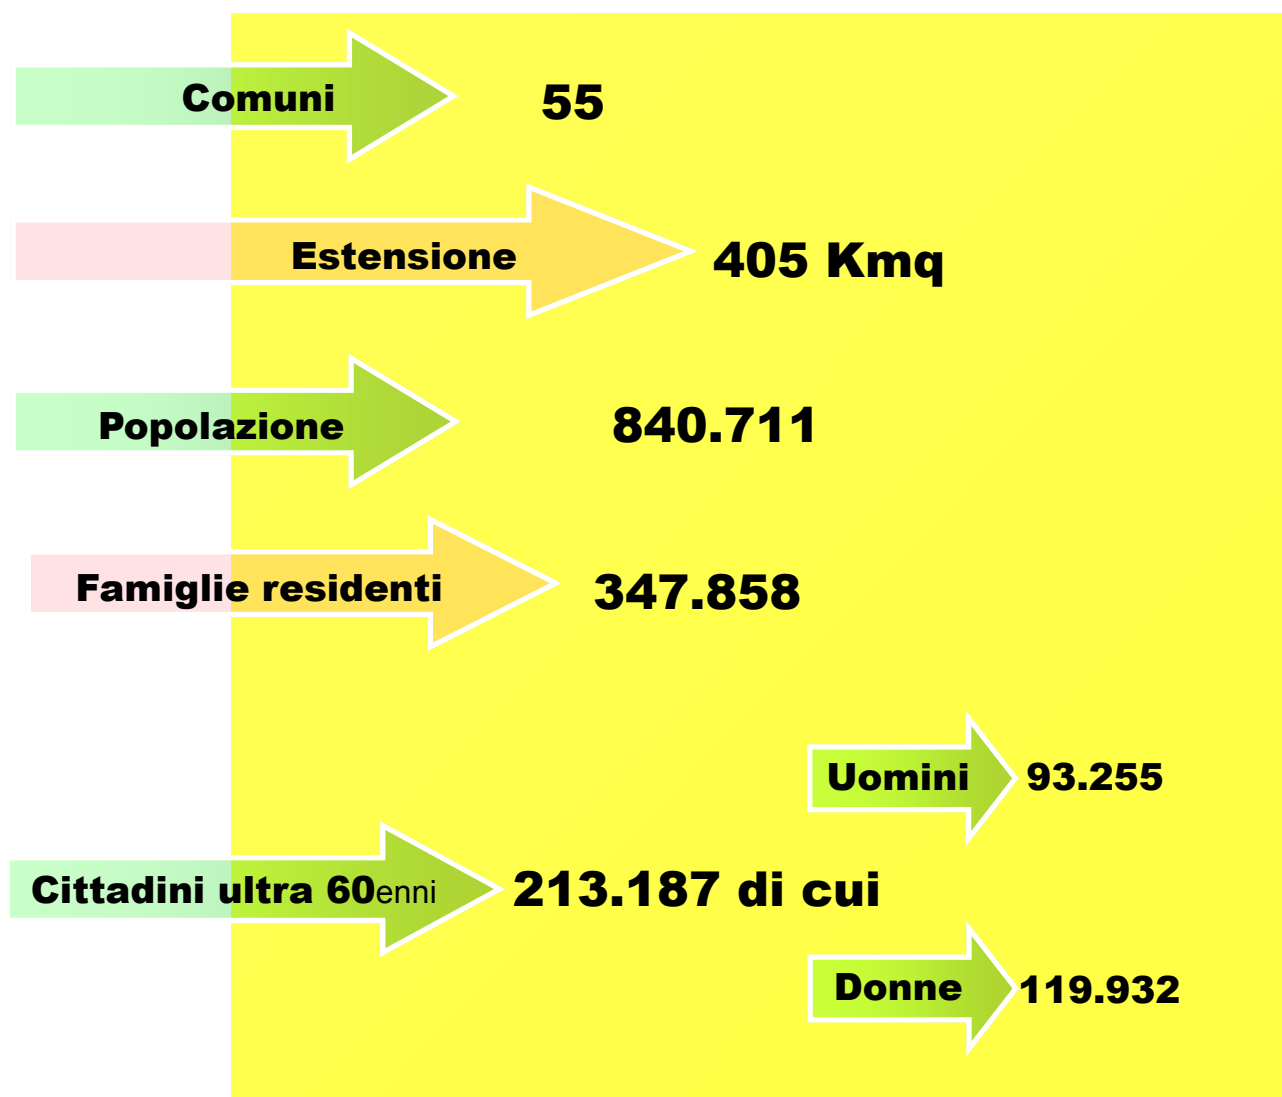 Comuni 55
Estensione 405 Kmq
Popolazione 840.711
Famiglie residenti 347.858
Uomini 93.255
Cittadini ultra 60enni 213.187 di cui
Donne 119.932